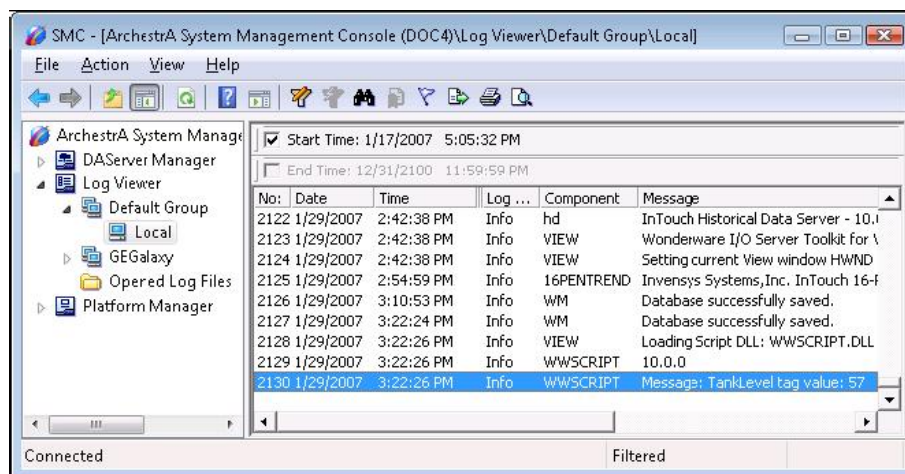 SMC - [ArchestrA System Management Console (DOC4)\Log Viewer\Default Group\Local]
File Action View Help
ArchestrA System Manage
DAServer Manager
Log Viewer
Default Group
Local
GEGalaxy
Opered Log Files
Platform Manager
Start Time: 1/17/2007 5:05:32 PM
End Time: 12/31/2100 11:59:59 PM
No: Date Time Log ... Component Message
2122 1/29/2007 2:42:38 PM Info hd InTouch Historical Data Server - 10.
2123 1/29/2007 2:42:38 PM Info VIEW Wonderware I/O Server Toolkit for
2124 1/29/2007 2:42:38 PM Info VIEW Setting current View window HWND
2125 1/29/2007 2:54:59 PM Info 16PENTREND Invensys Systems,Inc. InTouch 16-
2126 1/29/2007 3:10:53 PM Info WM Database successfully saved.
2127 1/29/2007 3:22:24 PM Info WM Database successfully saved.
2128 1/29/2007 3:22:26 PM Info VIEW Loading Script DLL: WWSCRIPT.DLL
2129 1/29/2007 3:22:26 PM Info WWSCRIPT 10.0.0
2130 1/29/2007 3:22:26 PM Info WWSCRIPT Message: TankLevel tag value: 57
Connected
Filtered